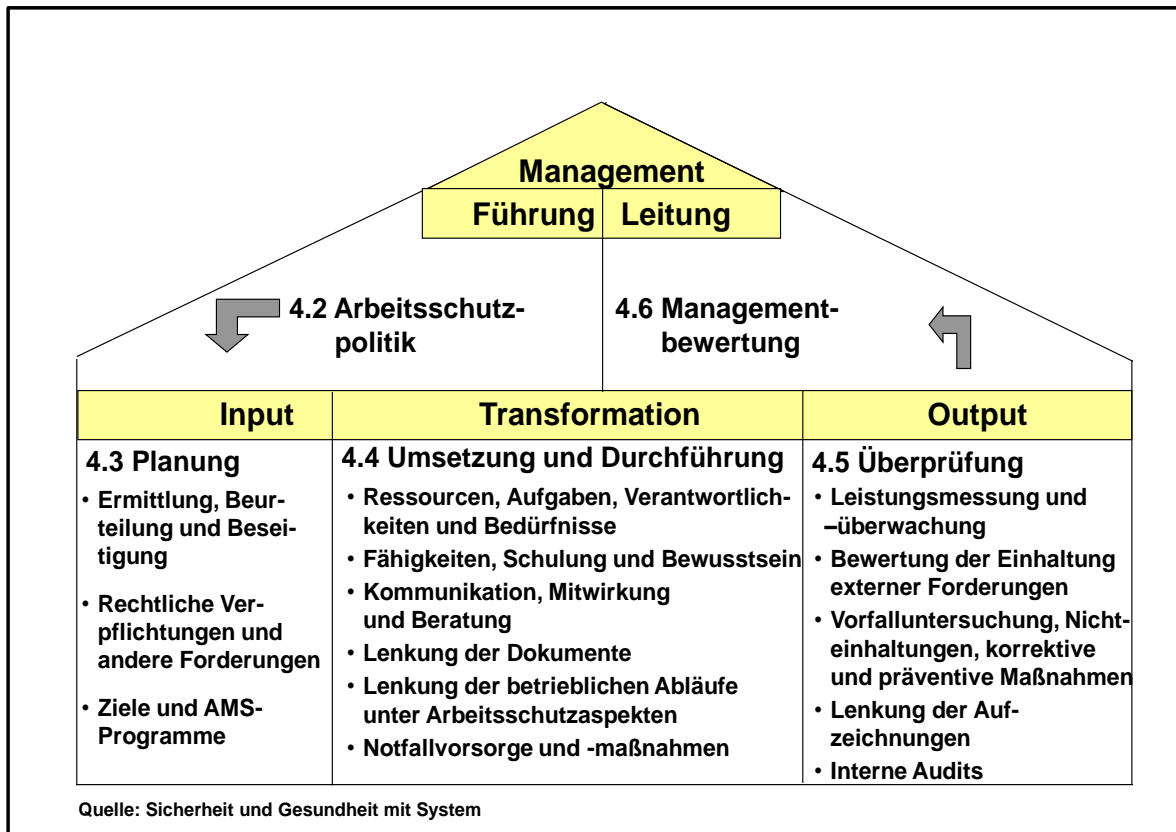 Management
Führung Leitung
4.2 Arbeitsschutz-
politik
4.6 Management-
bewertung
Input
Transformation
Output
4.3 Planung
• Ermittlung, Beur-
teilung und Besei-
tigung
• Rechtliche Ver-
pflichtungen und
andere Forderungen
• Ziele und AMS-
Programme
4.4 Umsetzung und Durchführung
• Ressourcen, Aufgaben, Verantwortlich-
keiten und Bedürfnisse
• Fähigkeiten, Schulung und Bewusstsein
• Kommunikation, Mitwirkung
und Beratung
• Lenkung der Dokumente
• Lenkung der betrieblichen Abläufe
unter Arbeitsschutzaspekten
• Notfallvorsorge und -maßnahmen
4.5 Überprüfung
• Leistungsmessung und
–überwachung
• Bewertung der Einhaltung
externer Forderungen
• Vorfalluntersuchung, Nicht-
einhaltungen, korrektive
und präventive Maßnahmen
• Lenkung der Auf-
zeichnungen
• Interne Audits
Quelle: Sicherheit und Gesundheit mit System